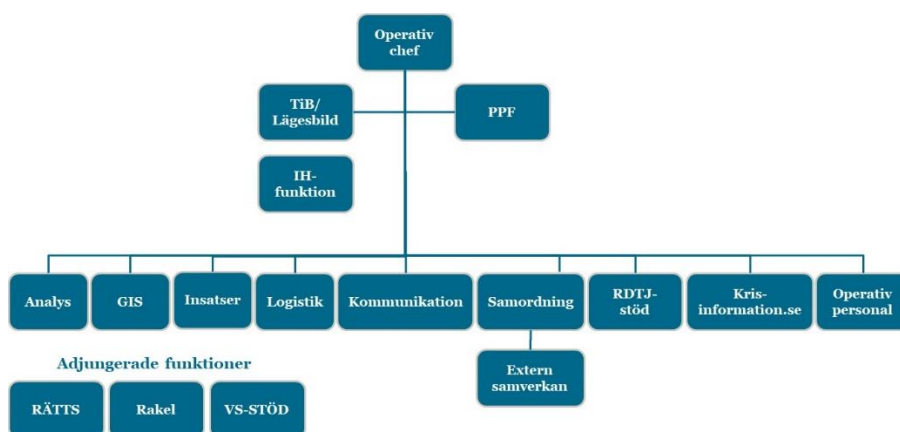 Operativ
chef
TiB/
Lägesbild
PPF
IH-
funktion
Analys
GIS
Insatser
Logistik
Kommunikation
Samordning
RDTJ-
stöd
Kris-
information.se
Operativ
personal
Extern
samverkan
Adjungerade funktioner
RÄTTS
Rakel
VS-STÖD